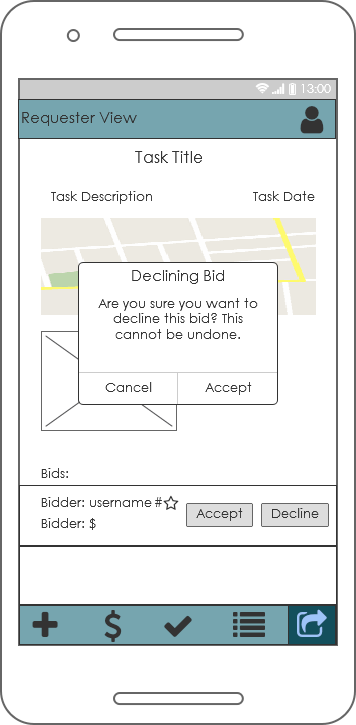 13:00
Requester View
Task Title
Task Description Task Date
Declining Bid
Are you sure you want to
decline this bid? This
cannot be undone.
Cancel Accept
Bids:
Bidder: username #
Accept Decline
Bidder: $